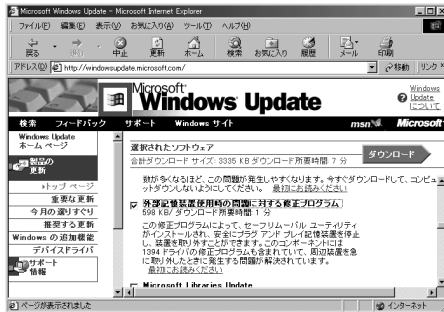 Microsoft Windows Update - Microsoft Internet Explorer
ファイル(F) 編集(E) 表示(V) お気に入り(A) ツール(T) ヘルプ(H)
戻る 進む 中止 更新 ホーム 検索 お気に入り 履歴 メール 印刷
アドレス(D) http://windowsupdate.microsoft.com/ 移動 リンク
Microsoft
Windows Update
Windows
Update
について
検索 フィードバック サポート Windows サイト msn Microsoft
Windows Update
ホーム ページ
製品の
更新
トップ ページ
重要な更新
今月の選りすぐり
推奨する更新
Windows の追加機能
デバイスドライバ
サポート
情報
選択されたソフトウェア
合計ダウンロード サイズ: 3335 KB ダウンロード所要時間: 7 分
ダウンロード
数が多くなるほど、この問題が発生しやすくなります。今すぐダウンロードして、コンピュ
ットダウンしないようにしてください。 最初にお読みください
外部記憶装置使用時の問題に対する修正プログラム
598 KB/ ダウンロード所要時間: 1 分
この修正プログラムによって、セーフリムーバル ユーティリティ
がインストールされ、安全にプラグ アンド プレイ記憶装置を停止
し、装置を取り外すことができます。このコンポーネントには
1394 ドライバの修正プログラムも含まれていて、周辺装置を急
に取り外したときに発生する問題が解決されています。
最初にお読みください
Microsoft Libraries Update
ページが表示されました
インターネット